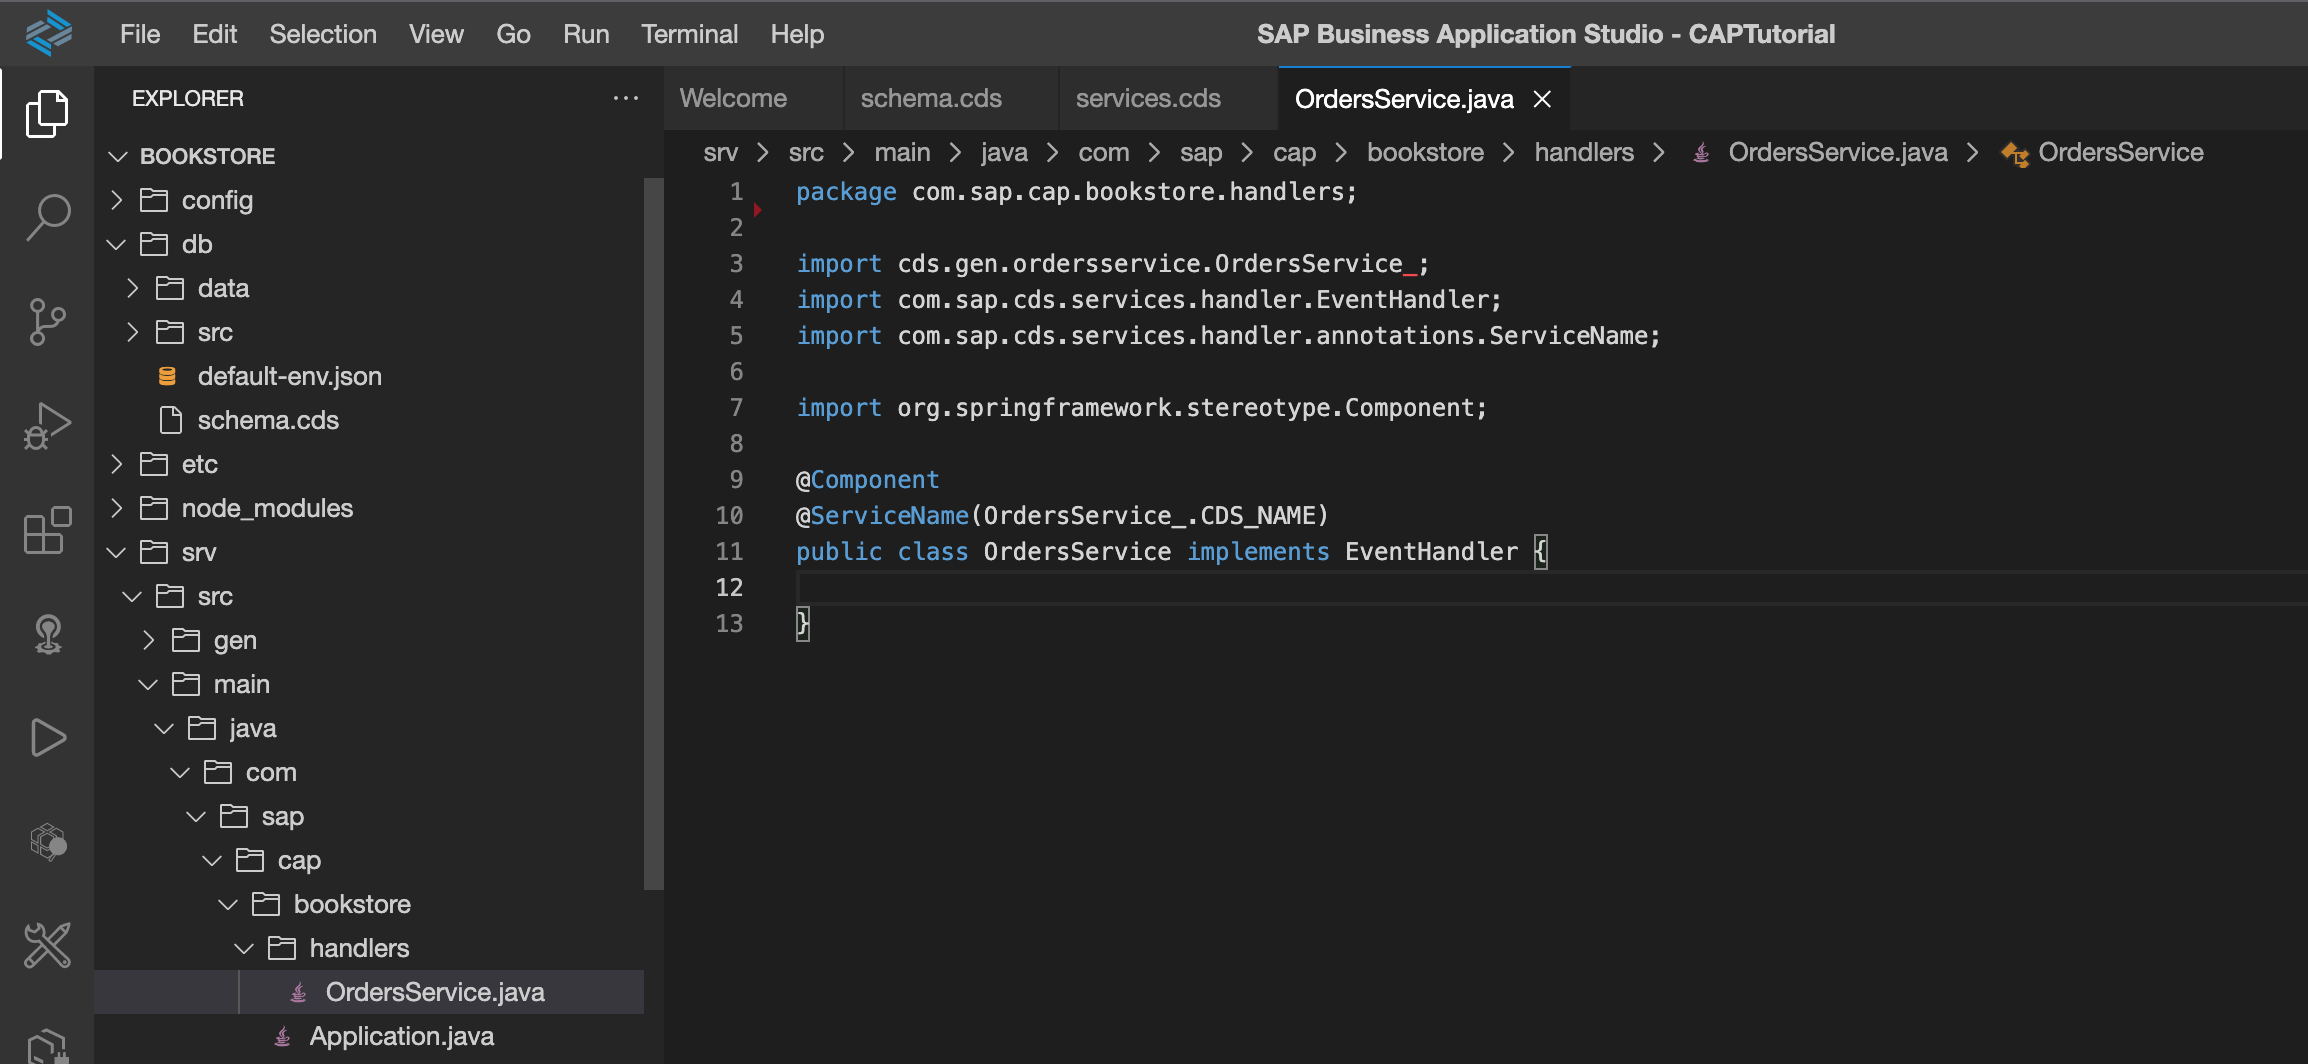 File Edit Selection View Go Run Terminal Help
SAP Business Application Studio - CAPTutorial
EXPLORER
BOOKSTORE
config
db
data
src
default-env.json
schema.cds
etc
node_modules
srv
src
gen
main
java
com
sap
cap
bookstore
handlers
OrdersService.java
Application.java
Welcome schema.cds services.cds OrdersService.java
srv > src > main > java > com > sap > cap > bookstore > handlers > OrdersService.java > OrdersService
1 package com.sap.cap.bookstore.handlers;
2
3 import cds.gen.ordersservice.OrdersService_;
4 import com.sap.cds.services.handler.EventHandler;
5 import com.sap.cds.services.handler.annotations.ServiceName;
6
7 import org.springframework.stereotype.Component;
8
9 @Component
10 @ServiceName(OrdersService_.CDS_NAME)
11 public class OrdersService implements EventHandler {
12
13 }